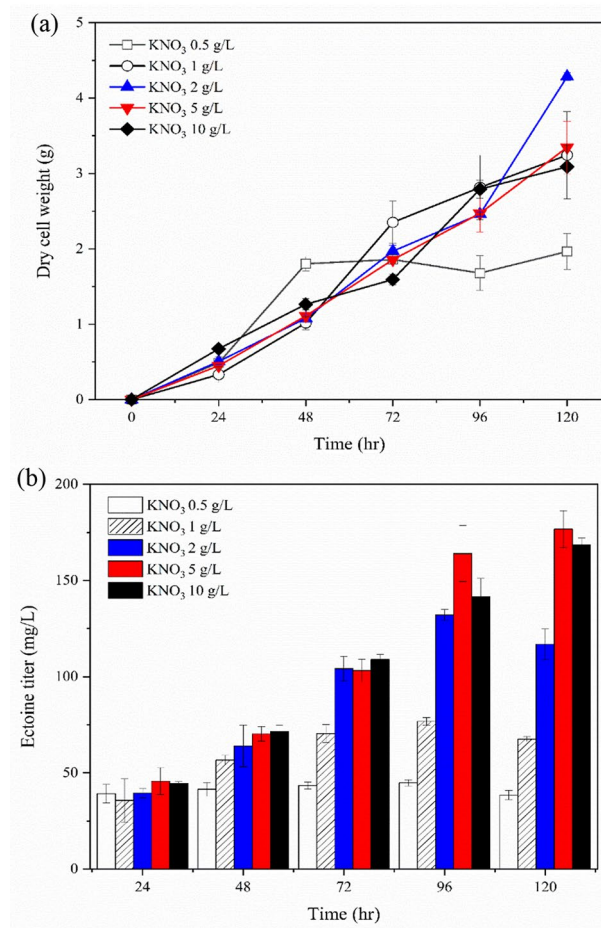 (a)
KNO₃ 0.5 g/L
KNO₃ 1 g/L
KNO₃ 2 g/L
KNO₃ 5 g/L
KNO₃ 10 g/L
Dry cell weight (g)
5
4
3
2
1
0
0 24 48 72 96 120
Time (hr)
(b)
KNO₃ 0.5 g/L
KNO₃ 1 g/L
KNO₃ 2 g/L
KNO₃ 5 g/L
KNO₃ 10 g/L
Ectoine titer (mg/L)
200
150
100
50
0
24 48 72 96 120
Time (hr)